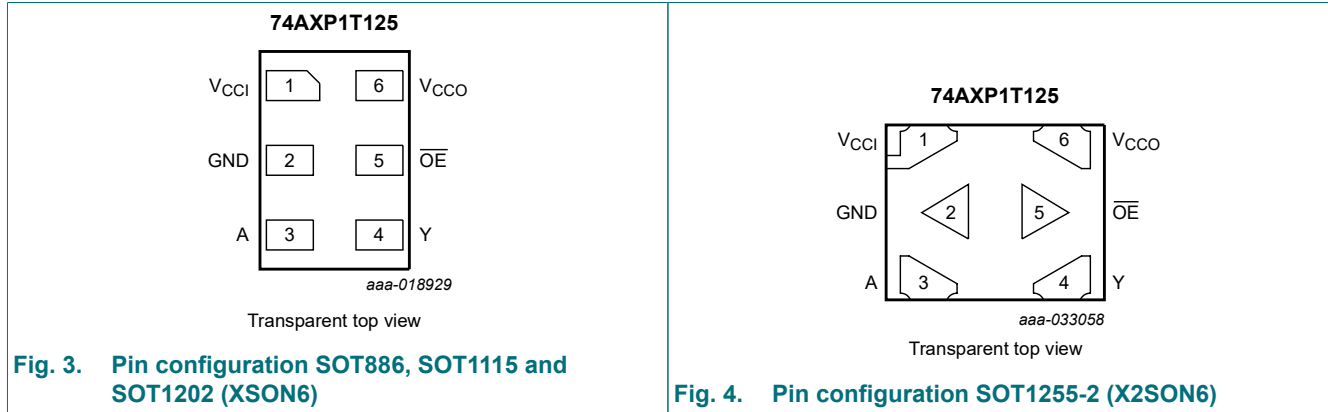 74AXP1T125
VCCI 1 6 VCCO
GND 2 5 O̅E̅
A 3 4 Y
aaa-018929
Transparent top view
Fig. 3. Pin configuration SOT886, SOT1115 and
SOT1202 (XSON6)
74AXP1T125
VCCI 1 6 VCCO
GND 2 5 O̅E̅
A 3 4 Y
aaa-033058
Transparent top view
Fig. 4. Pin configuration SOT1255-2 (X2SON6)